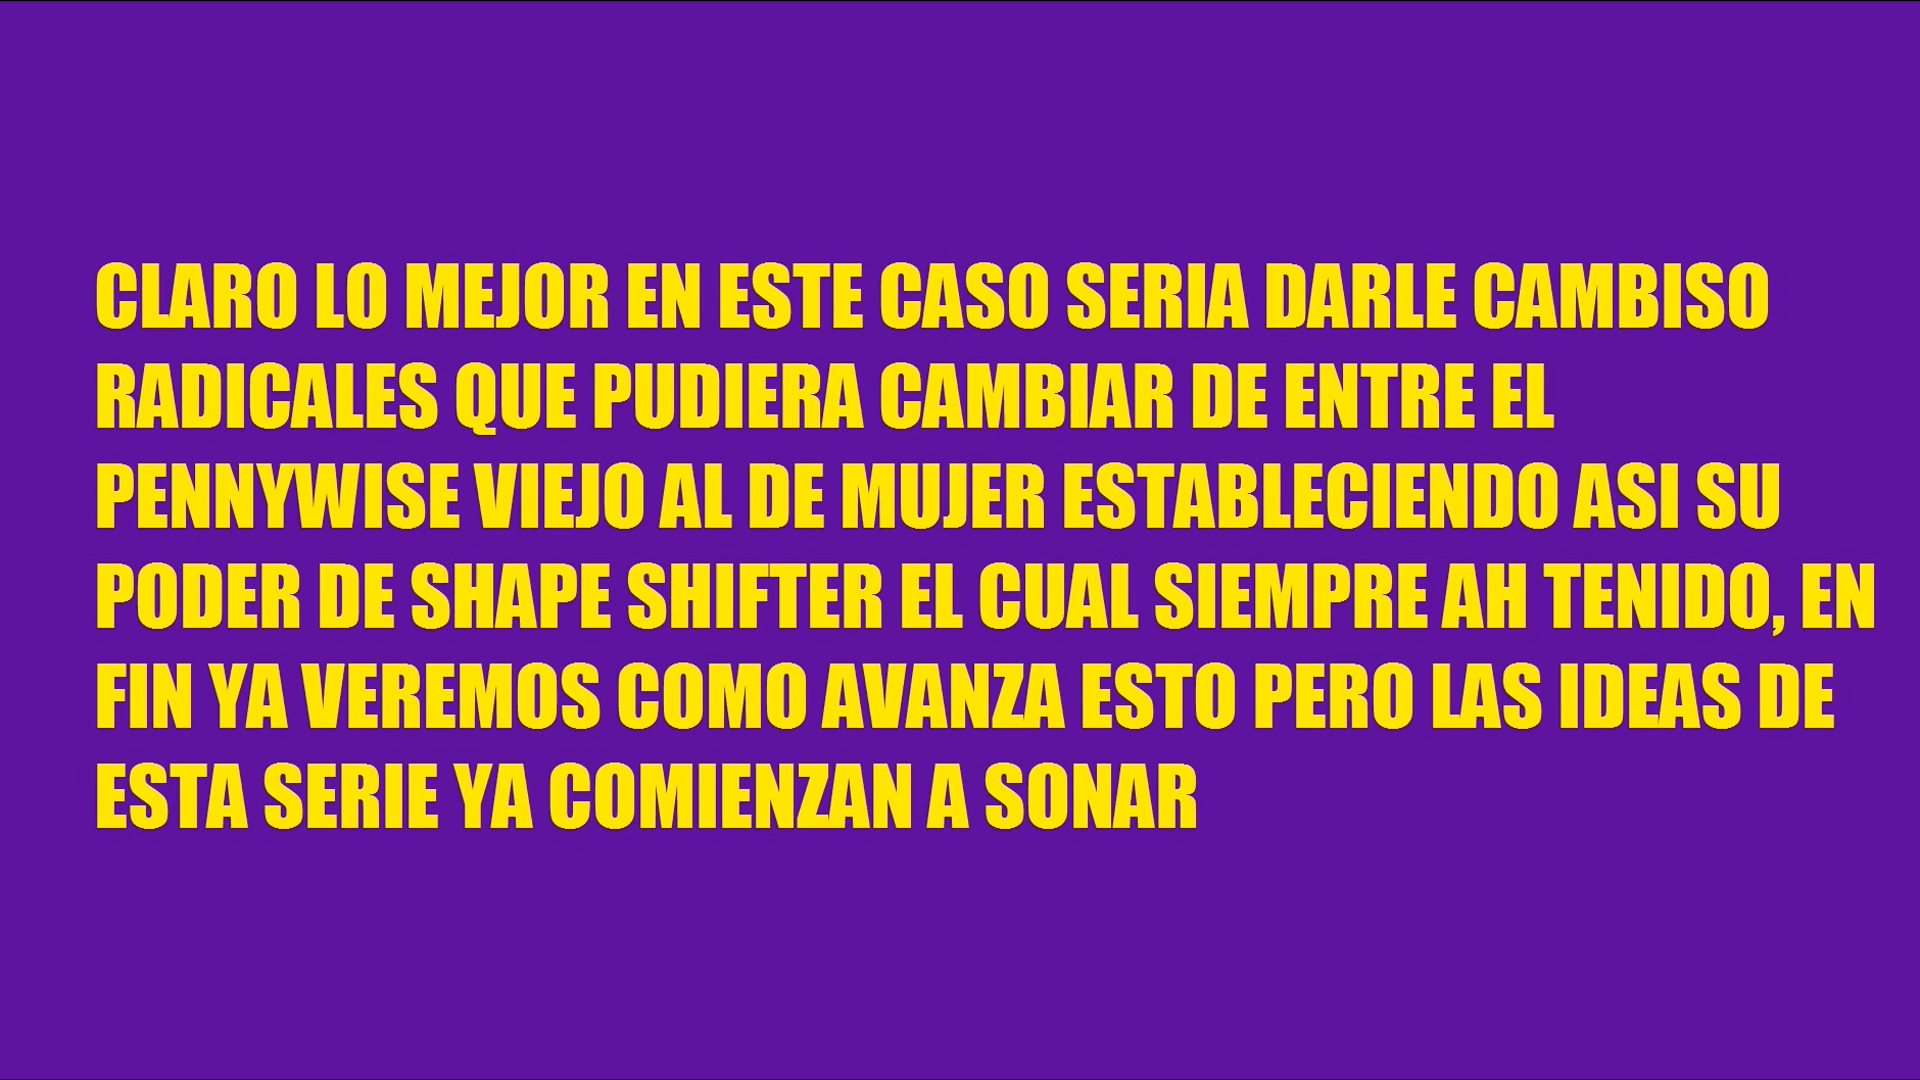 CLARO LO MEJOR EN ESTE CASO SERIA DARLE CAMBISO
RADICALES QUE PUDIERA CAMBIAR DE ENTRE EL
PENNYWISE VIEJO AL DE MUJER ESTABLECIENDO ASI SU
PODER DE SHAPE SHIFTER EL CUAL SIEMPRE AH TENIDO, EN
FIN YA VEREMOS COMO AVANZA ESTO PERO LAS IDEAS DE
ESTA SERIE YA COMIENZAN A SONAR